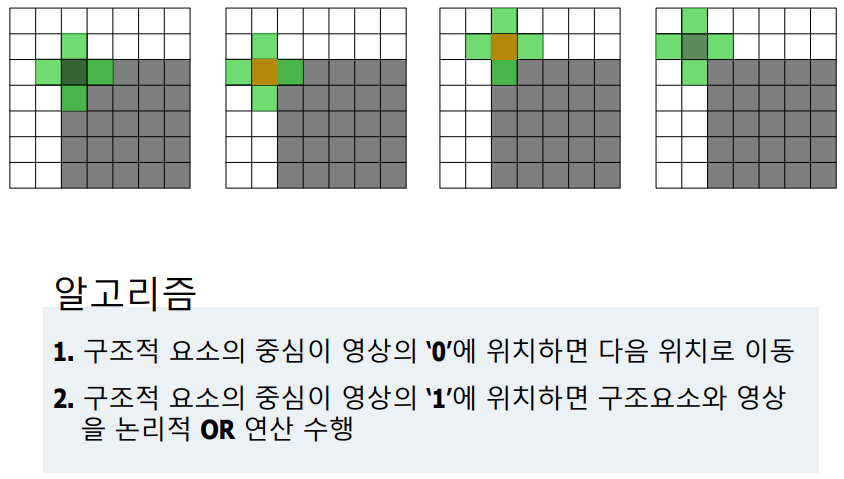 알고리즘
1. 구조적 요소의 중심이 영상의 ‘0’에 위치하면 다음 위치로 이동
2. 구조적 요소의 중심이 영상의 ‘1’에 위치하면 구조요소와 영상
을 논리적 OR 연산 수행